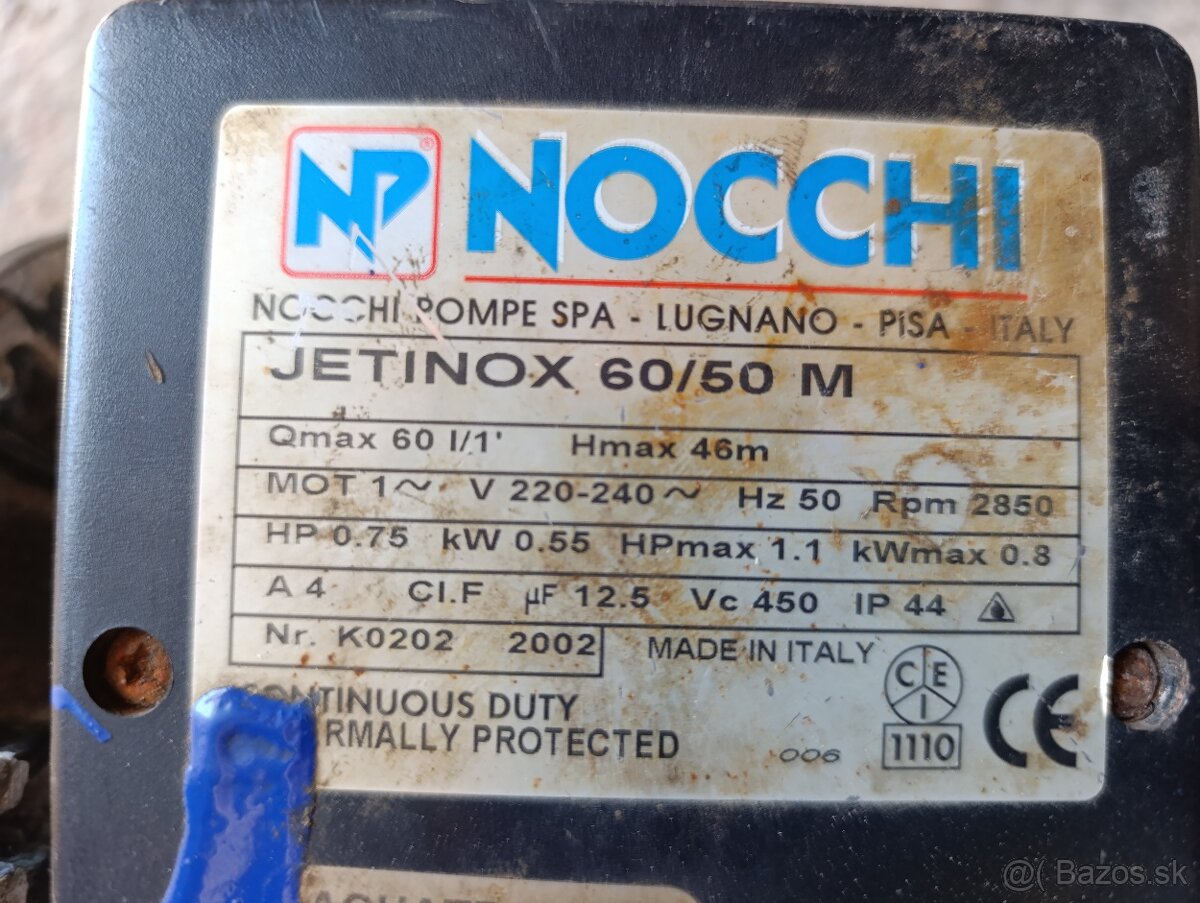 NP® NOCCHI
NOCCHI POMPE SPA - LUGNANO - PISA - ITALY
JETINOX 60/50 M
Qmax 60 l/1' Hmax 46m
MOT 1~ V 220-240~ Hz 50 Rpm 2850
HP 0.75 kW 0.55 HPmax 1.1 kWmax 0.8
A 4 Cl.F µF 12.5 Vc 450 IP 44
Nr. K0202 2002 MADE IN ITALY
CEI
CONTINUOUS DUTY
RMALLY PROTECTED 006 1110 CE
@( Bazos.sk